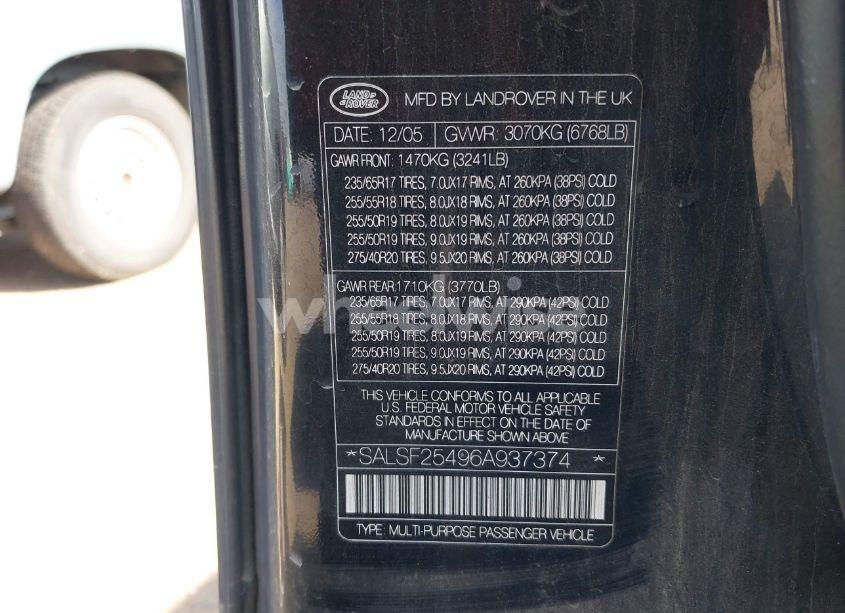 LAND ROVER
MFD BY LANDROVER IN THE UK
DATE: 12/05 GVWR: 3070KG (6768LB)
GAWR FRONT: 1470KG (3241LB)
235/65R17 TIRES, 7.0JX17 RIMS, AT 260KPA (38PSI) COLD
255/55R18 TIRES, 8.0JX18 RIMS, AT 260KPA (38PSI) COLD
255/50R19 TIRES, 8.0JX19 RIMS, AT 260KPA (38PSI) COLD
255/50R19 TIRES, 9.0JX19 RIMS, AT 260KPA (38PSI) COLD
275/40R20 TIRES, 9.5JX20 RIMS, AT 260KPA (38PSI) COLD
GAWR REAR: 1710KG (3770LB)
235/65R17 TIRES, 7.0JX17 RIMS, AT 290KPA (42PSI) COLD
255/55R18 TIRES, 8.0JX18 RIMS, AT 290KPA (42PSI) COLD
255/50R19 TIRES, 8.0JX19 RIMS, AT 290KPA (42PSI) COLD
255/50R19 TIRES, 9.0JX19 RIMS, AT 290KPA (42PSI) COLD
275/40R20 TIRES, 9.5JX20 RIMS, AT 290KPA (42PSI) COLD
THIS VEHICLE CONFORMS TO ALL APPLICABLE
U.S. FEDERAL MOTOR VEHICLE SAFETY
STANDARDS IN EFFECT ON THE DATE OF
MANUFACTURE SHOWN ABOVE
* SALSF25496A937374 *
TYPE: MULTI-PURPOSE PASSENGER VEHICLE